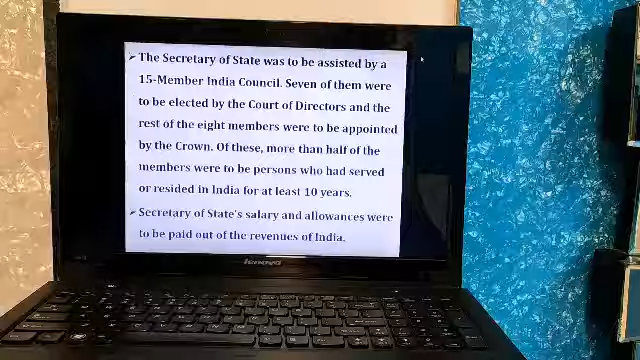 ➢ The Secretary of State was to be assisted by a
15-Member India Council. Seven of them were
to be elected by the Court of Directors and the
rest of the eight members were to be appointed
by the Crown. Of these, more than half of the
members were to be persons who had served
or resided in India for at least 10 years.
➢ Secretary of State's salary and allowances were
to be paid out of the revenues of India.
lenovo